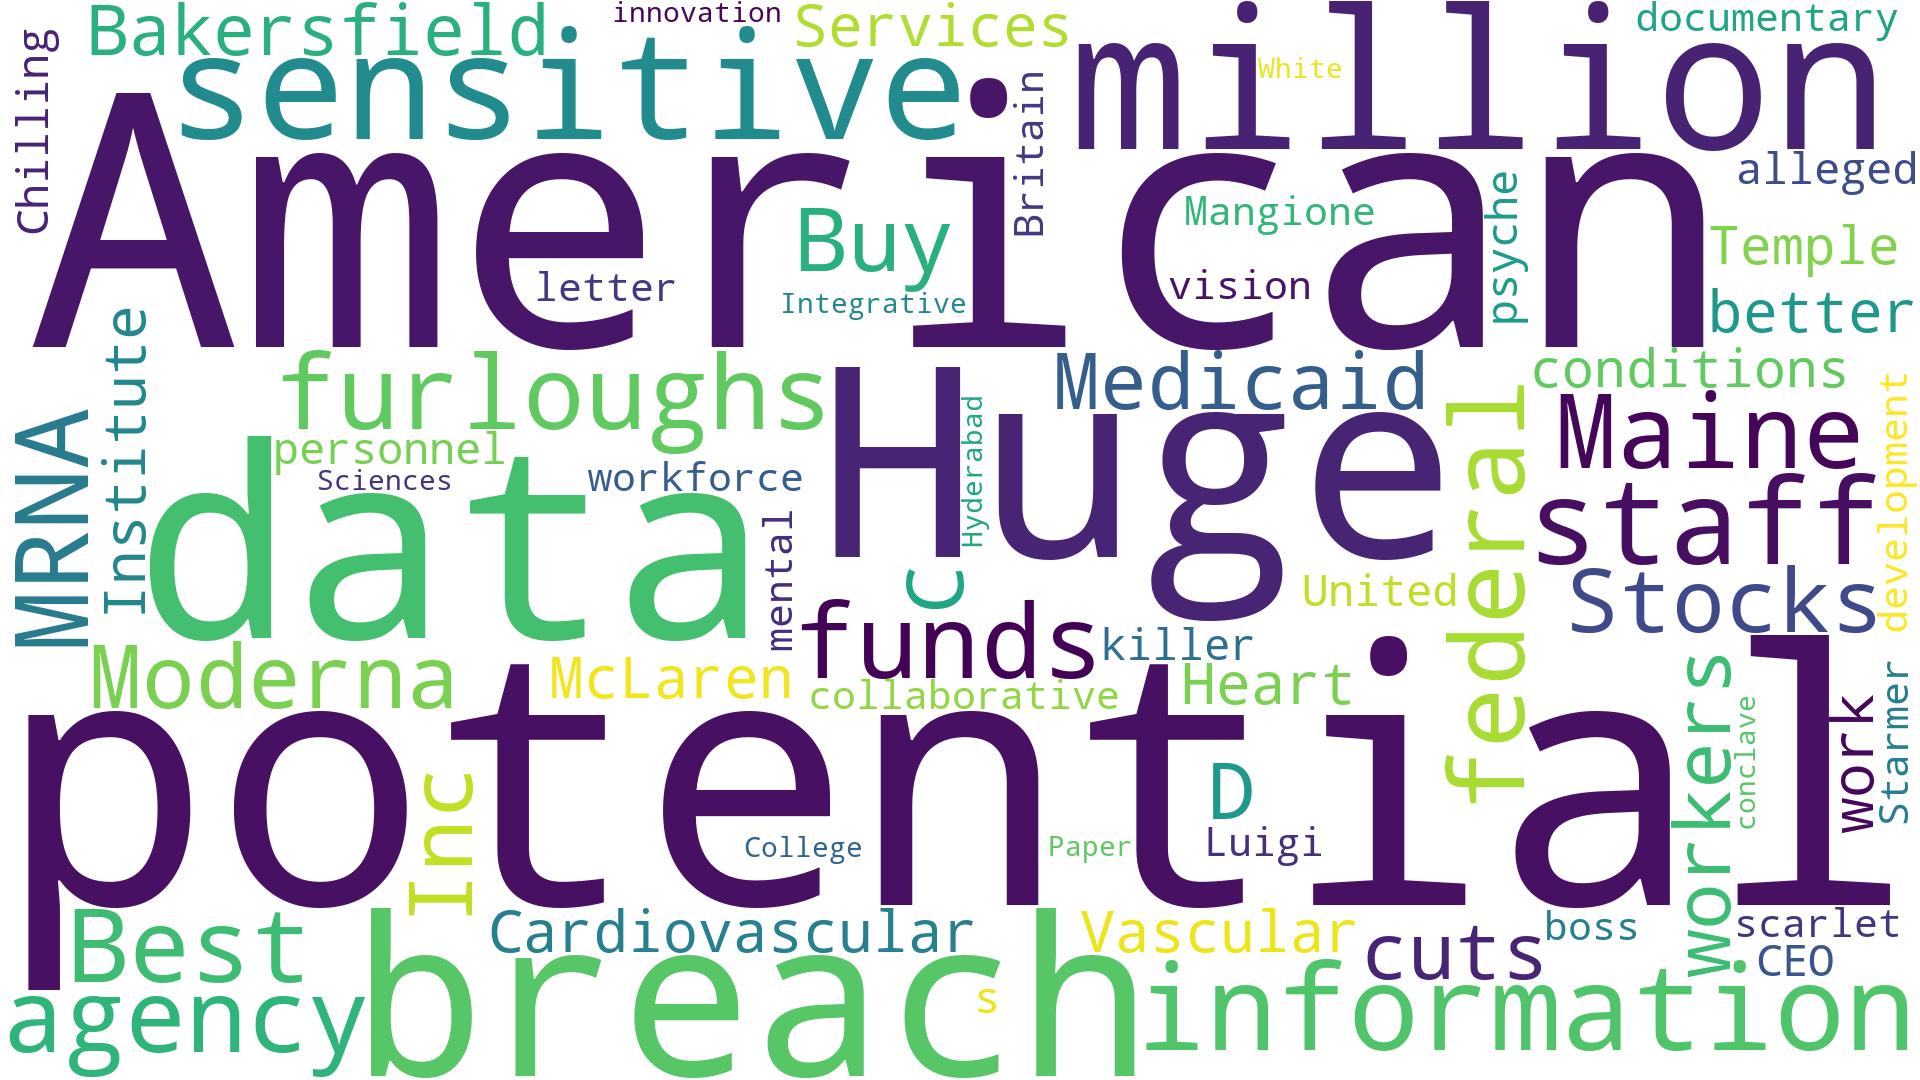 innovation
Services
documentary
Bakersfield
Chilling
sensitive
million
White
American
Britain
alleged
psyche
Mangione
Buy
Temple
letter
Integrative
vision
better
Institute
furloughs
Medicaid
conditions
Huge
federal
Maine
development
MRNA
personnel
data
Sciences
workforce
Hyderabad
staff
mental
C
United
Stocks
funds
killer
Moderna
McLaren
collaborative
Heart
potential
workers
conclave
work
Starmer
Inc
D
College
Paper
Luigi
Best
Cardiovascular
Vascular
cuts
boss
scarlet
CEO
agency
breach
s
information